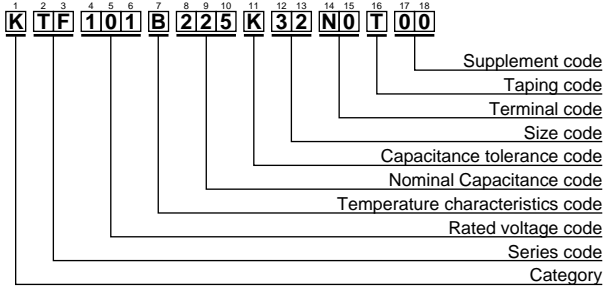 1 2 3 4 5 6 7 8 9 10 11 12 13 14 15 16 17 18
K TF 101 B 225 K 32 N0 T 00
Supplement code
Taping code
Terminal code
Size code
Capacitance tolerance code
Nominal Capacitance code
Temperature characteristics code
Rated voltage code
Series code
Category